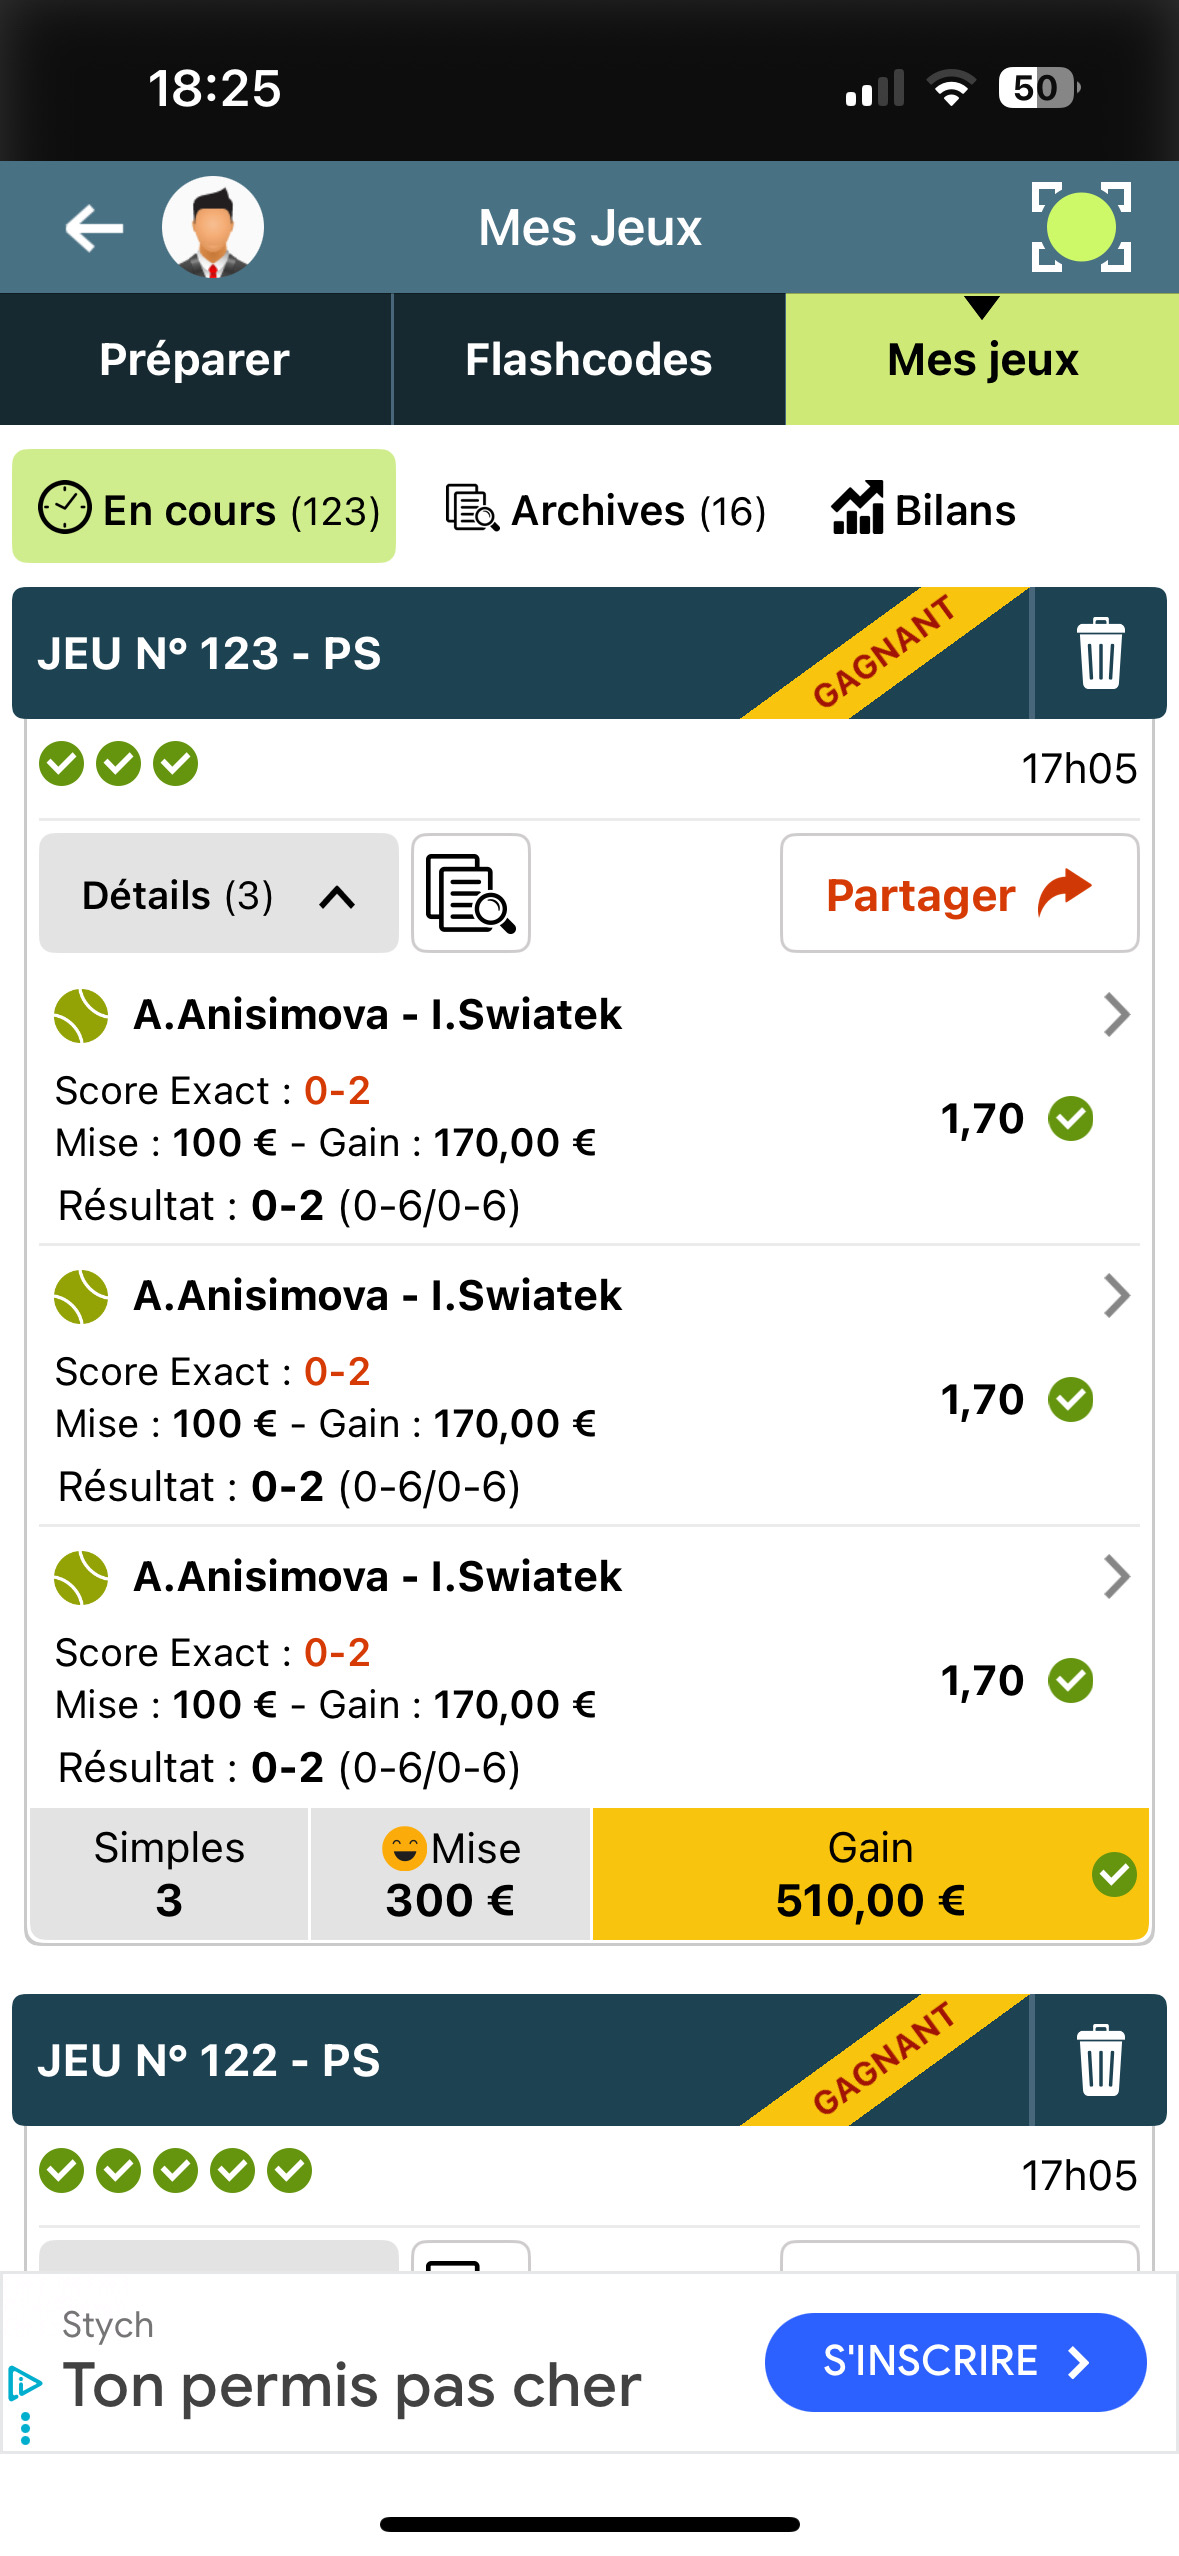 18:25
50
Mes Jeux
Préparer
Flashcodes
Mes jeux
En cours (123)
Archives (16)
Bilans
JEU N° 123 - PS
GAGNANT
17h05
Détails (3)
Partager
A.Anisimova - I.Swiatek
Score Exact : 0-2
Mise : 100 € - Gain : 170,00 €
1,70
Résultat : 0-2 (0-6/0-6)
A.Anisimova - I.Swiatek
Score Exact : 0-2
Mise : 100 € - Gain : 170,00 €
1,70
Résultat : 0-2 (0-6/0-6)
A.Anisimova - I.Swiatek
Score Exact : 0-2
Mise : 100 € - Gain : 170,00 €
1,70
Résultat : 0-2 (0-6/0-6)
Simples
3
Mise
300 €
Gain
510,00 €
JEU N° 122 - PS
GAGNANT
17h05
Stych
Ton permis pas cher
S'INSCRIRE